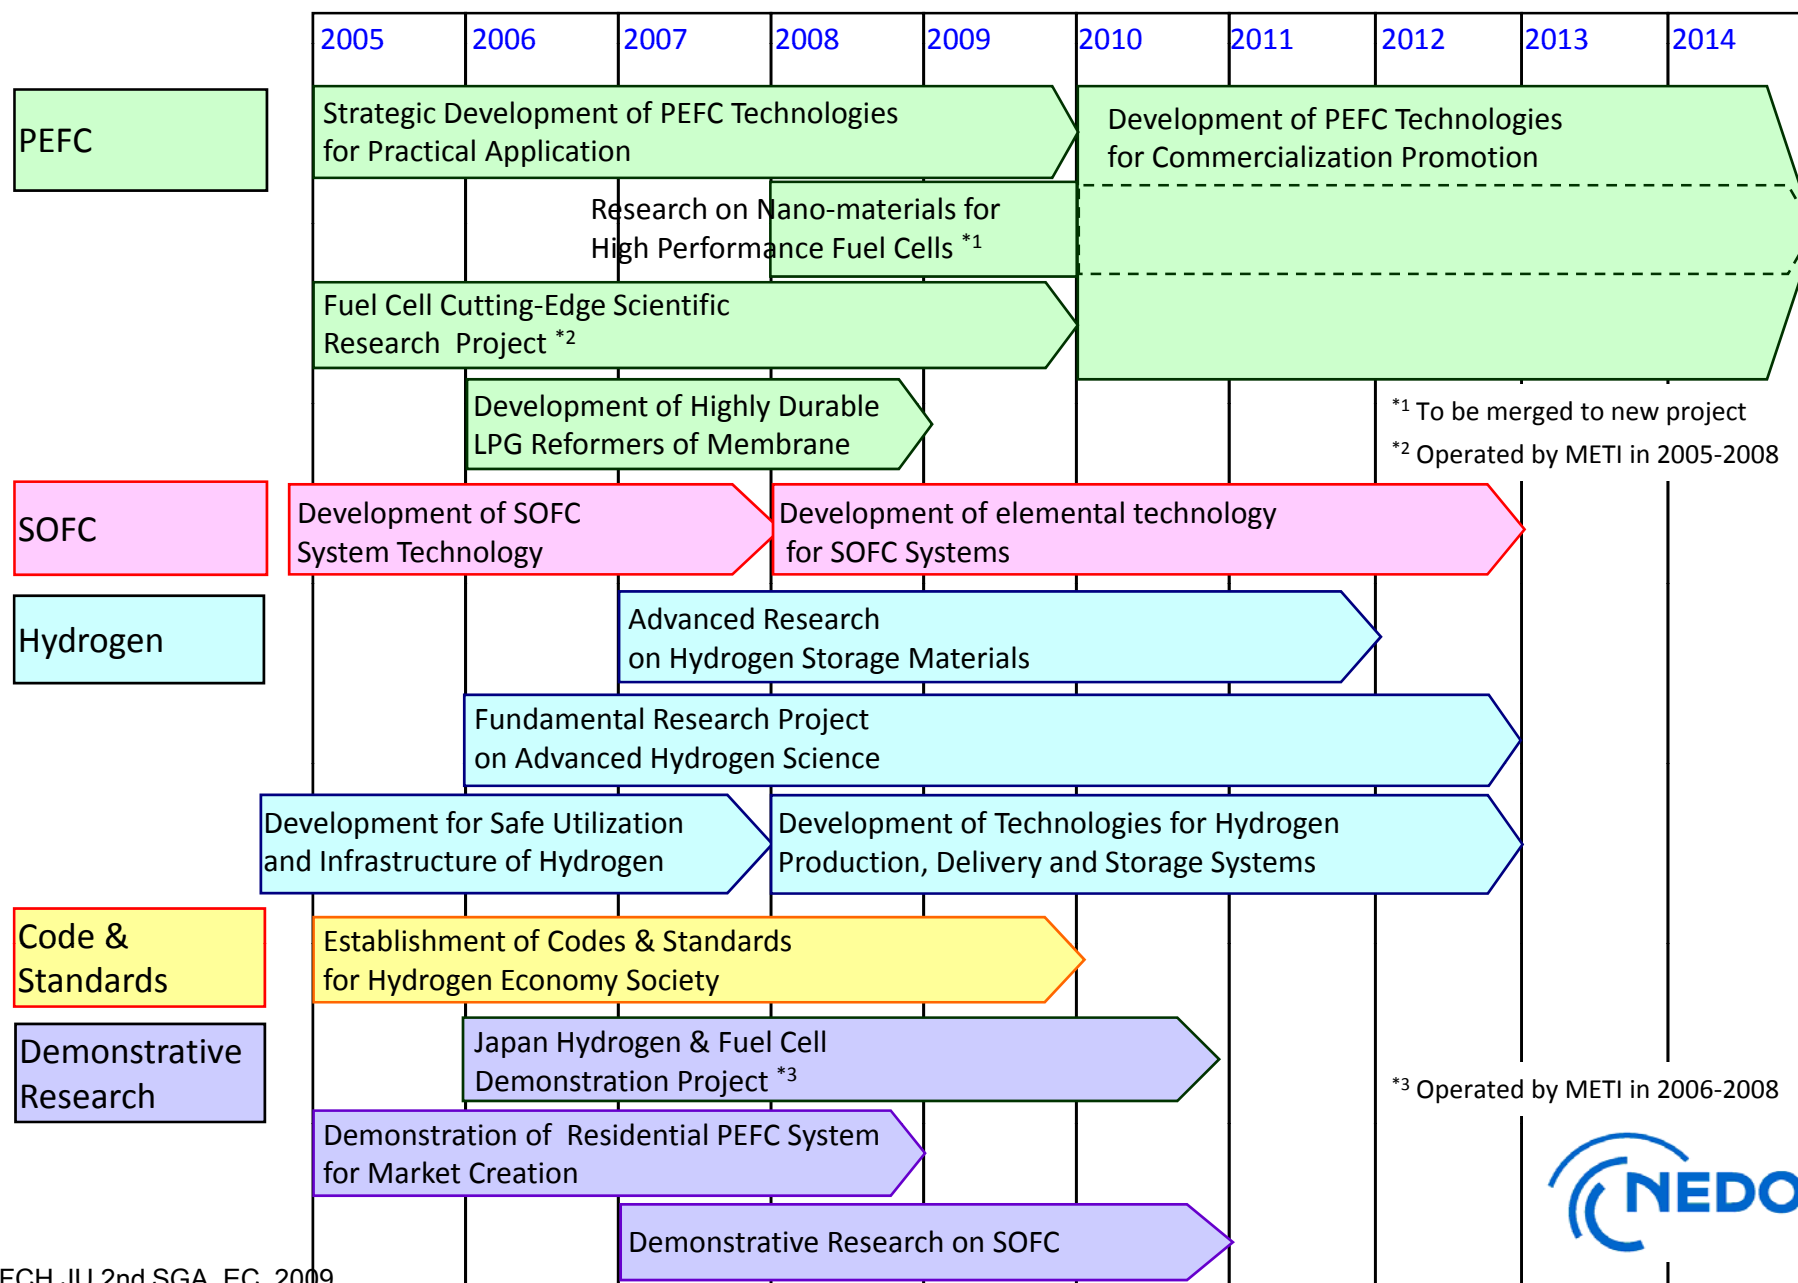 2005 2006 2007 2008 2009 2010 2011 2012 2013 2014
PEFC
Strategic Development of PEFC Technologies
for Practical Application
Development of PEFC Technologies
for Commercialization Promotion
Research on Nano-materials for
High Performance Fuel Cells *1
Fuel Cell Cutting-Edge Scientific
Research Project *2
Development of Highly Durable
LPG Reformers of Membrane
*1 To be merged to new project
*2 Operated by METI in 2005-2008
SOFC
Development of SOFC
System Technology
Development of elemental technology
for SOFC Systems
Hydrogen
Advanced Research
on Hydrogen Storage Materials
Fundamental Research Project
on Advanced Hydrogen Science
Development for Safe Utilization
and Infrastructure of Hydrogen
Development of Technologies for Hydrogen
Production, Delivery and Storage Systems
Code &
Standards
Establishment of Codes & Standards
for Hydrogen Economy Society
Demonstrative
Research
Japan Hydrogen & Fuel Cell
Demonstration Project *3
*3 Operated by METI in 2006-2008
Demonstration of Residential PEFC System
for Market Creation
Demonstrative Research on SOFC
NEDO
JU 2nd SGA, EC, 2009